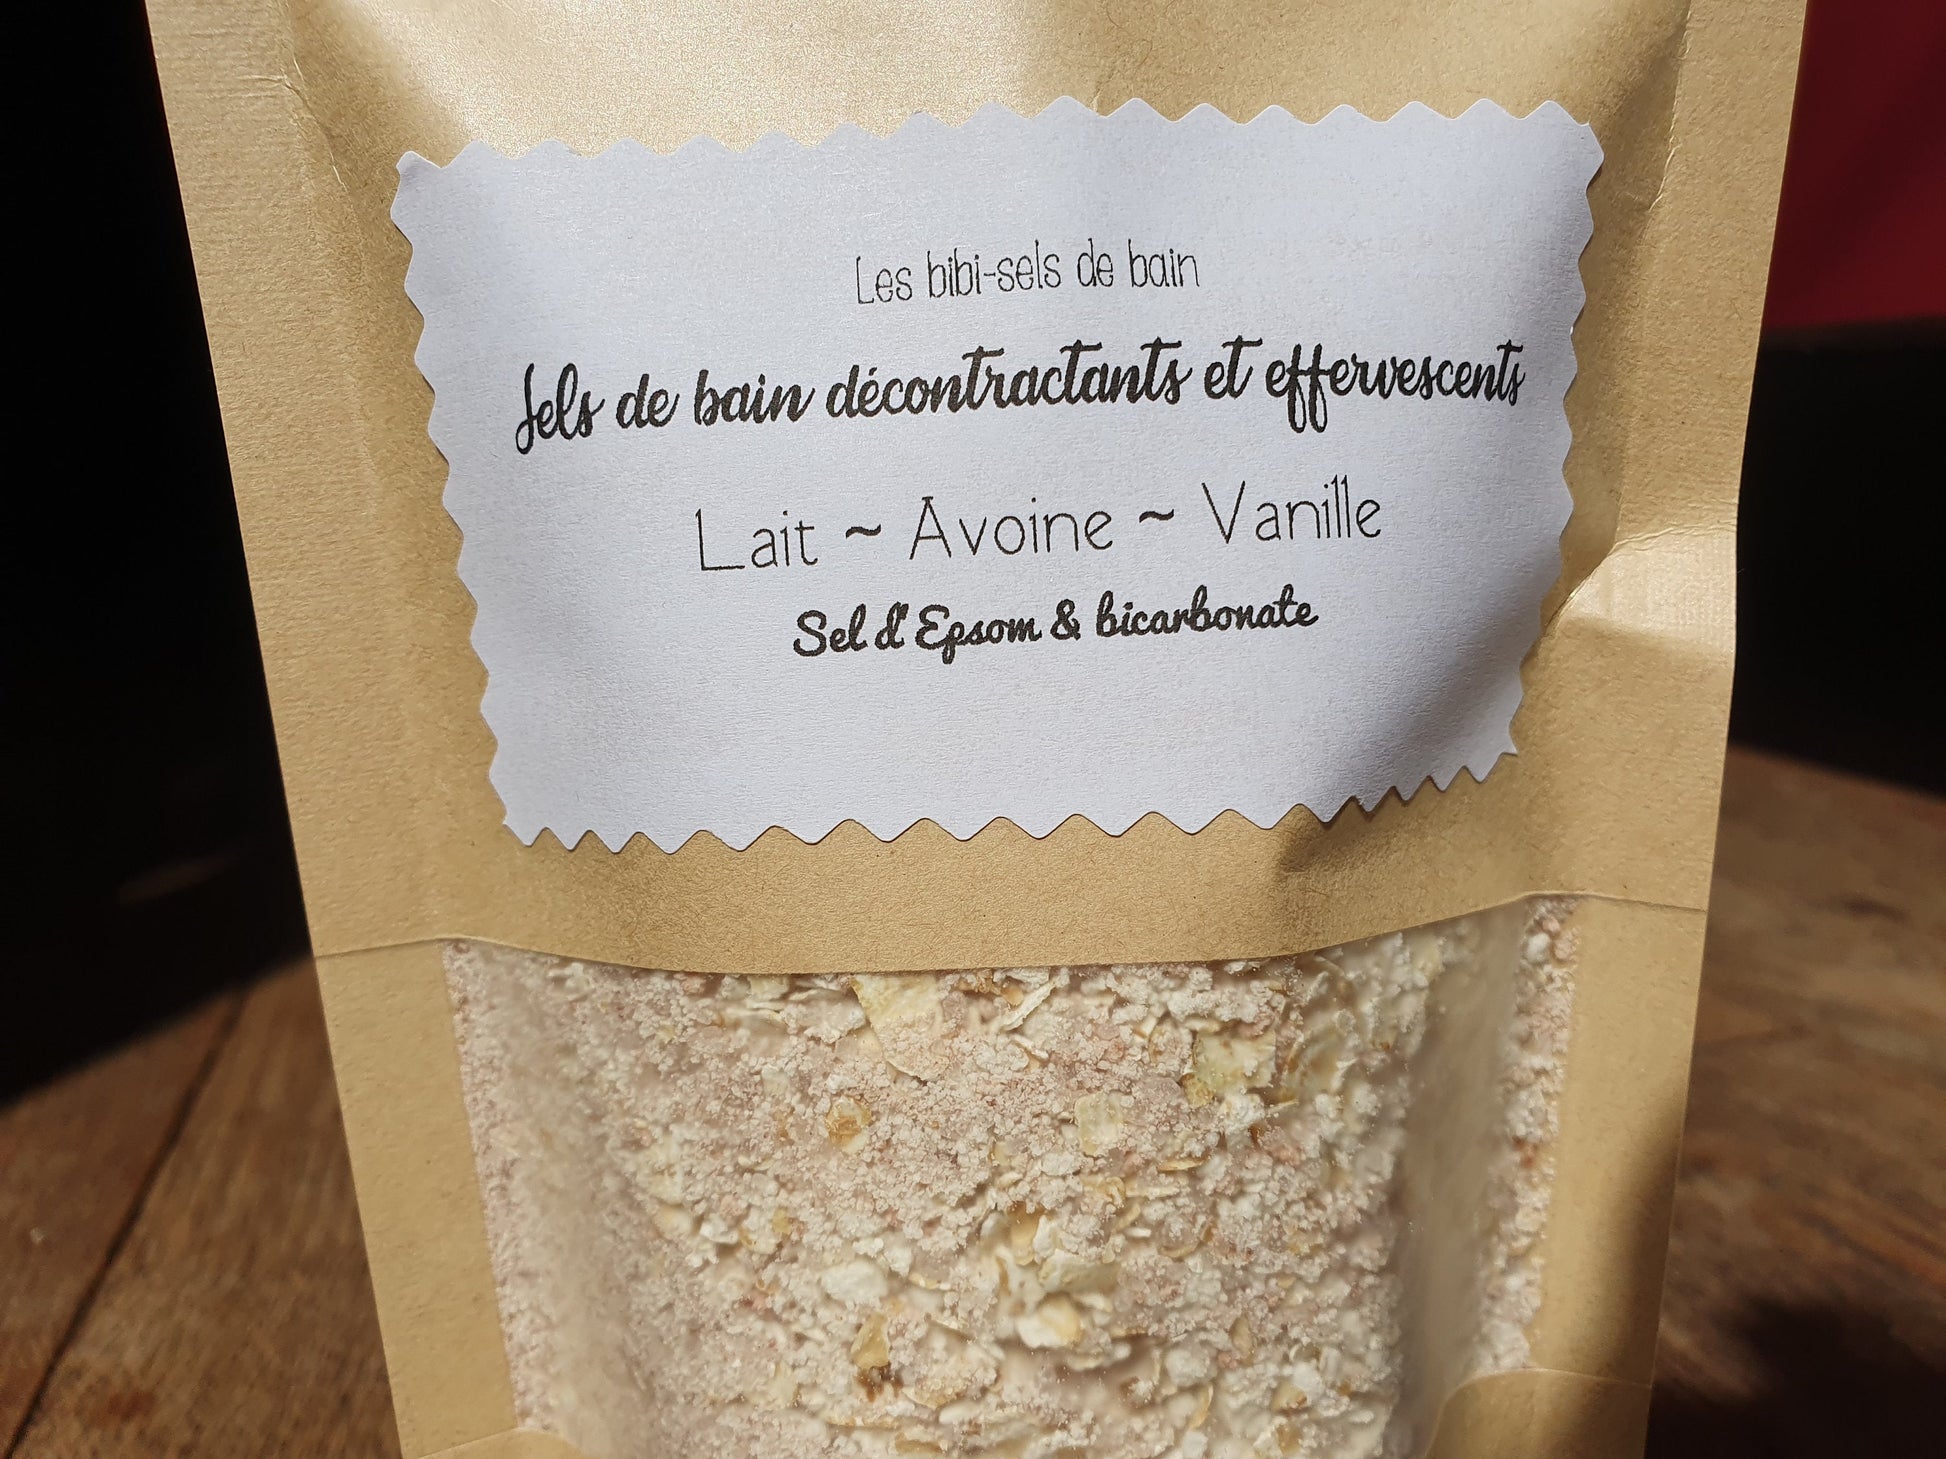 Les bibi-sels de bain
Sels de bain décontractants et effervescents
Lait ~ Avoine ~ Vanille
Sel d'Epsom & bicarbonate